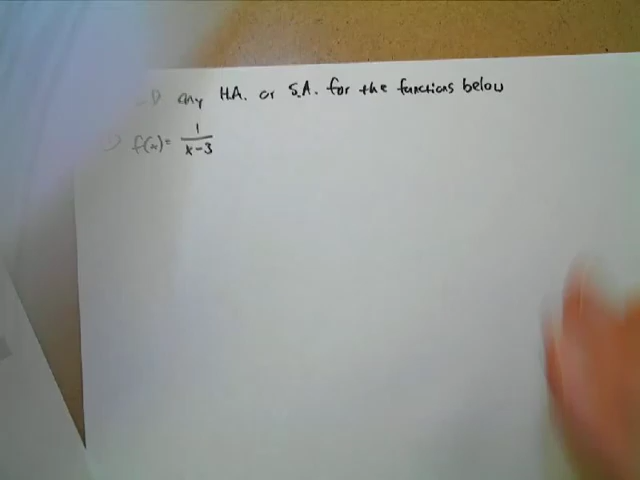 any H.A. or S.A. for the functions below
f(x)= 1/(x-3)